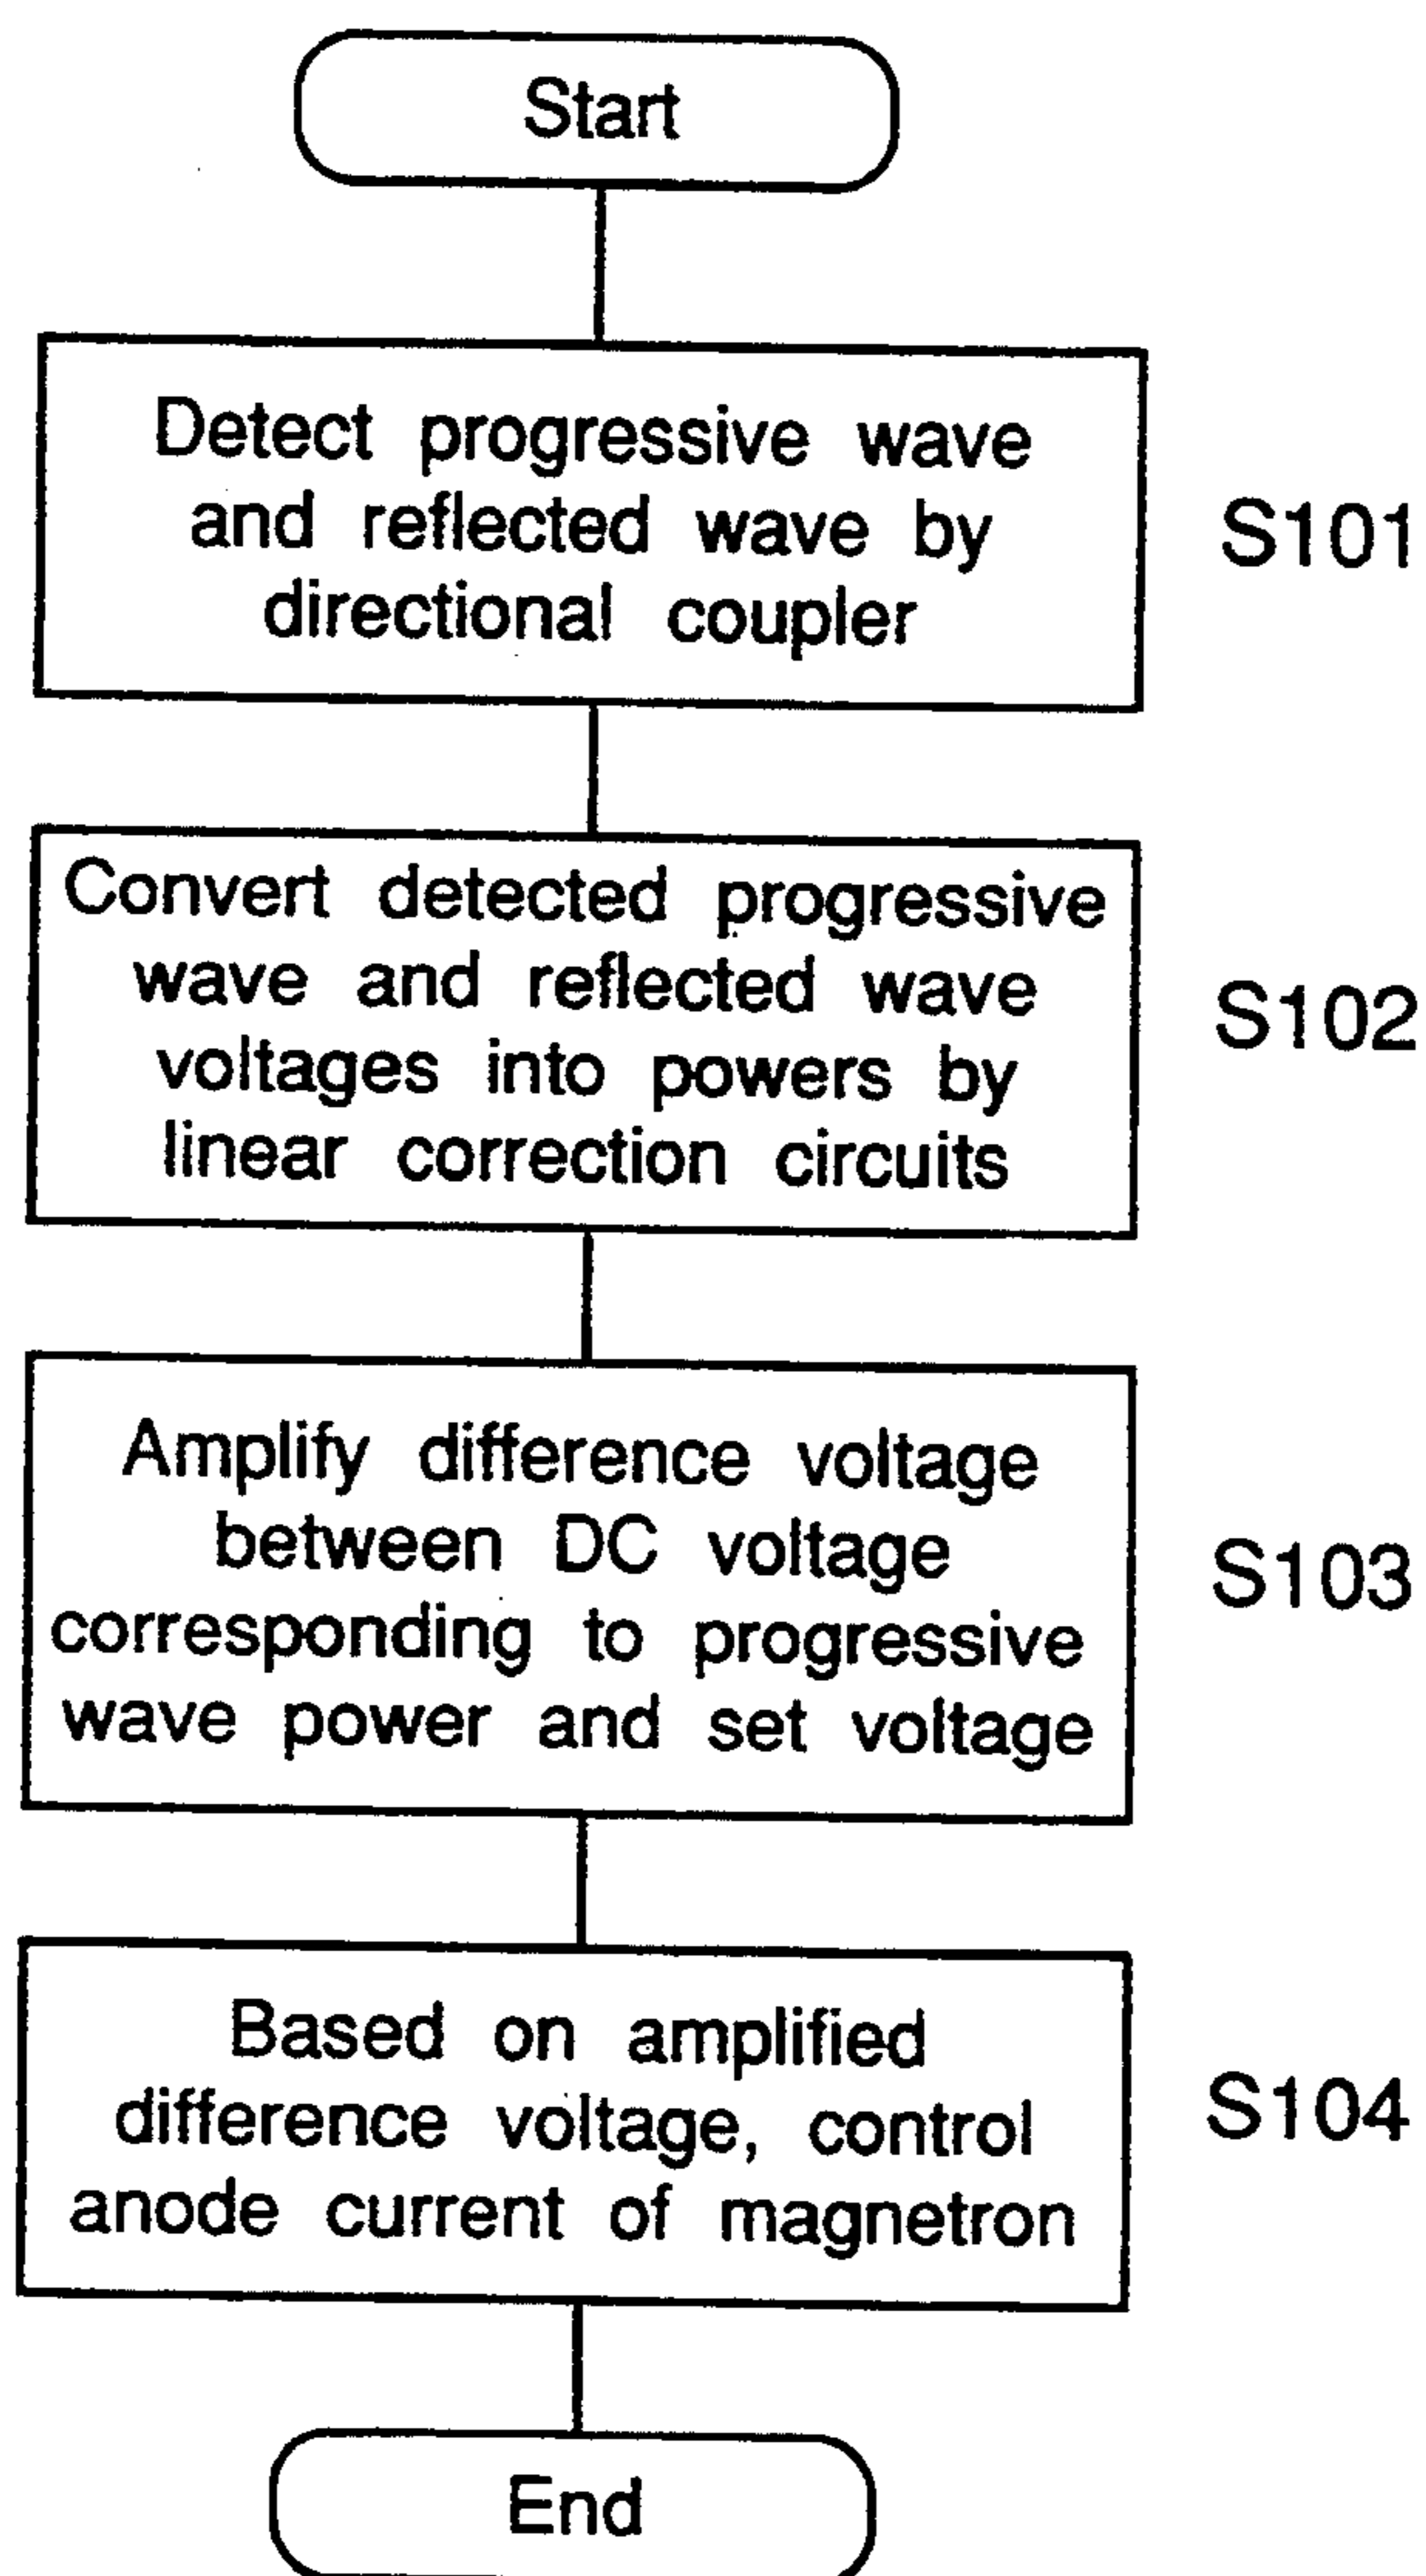 Start
Detect progressive wave
and reflected wave by
directional coupler
S101
Convert detected progressive
wave and reflected wave
voltages into powers by
linear correction circuits
S102
Amplify difference voltage
between DC voltage
corresponding to progressive
wave power and set voltage
S103
Based on amplified
difference voltage, control
anode current of magnetron
S104
End